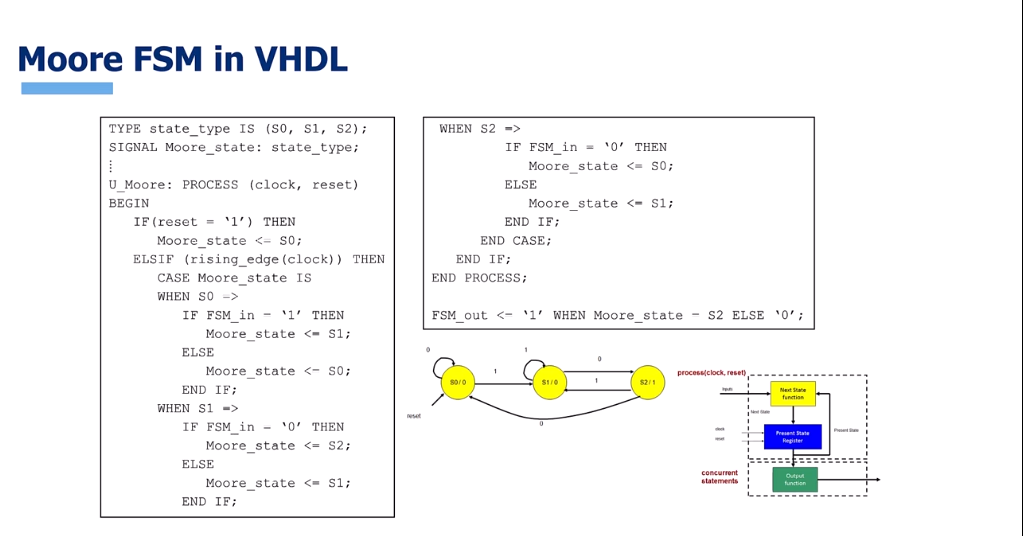 Moore FSM in VHDL
TYPE state_type IS (S0, S1, S2);
SIGNAL Moore_state: state_type;
⋮
U_Moore: PROCESS (clock, reset)
BEGIN
IF(reset = ‘1’) THEN
Moore_state <= S0;
ELSIF (rising_edge(clock)) THEN
CASE Moore_state IS
WHEN S0 =>
IF FSM_in = ‘1’ THEN
Moore_state <= S1;
ELSE
Moore_state <= S0;
END IF;
WHEN S1 =>
IF FSM_in = ‘0’ THEN
Moore_state <= S2;
ELSE
Moore_state <= S1;
END IF;
WHEN S2 =>
IF FSM_in = ‘0’ THEN
Moore_state <= S0;
ELSE
Moore_state <= S1;
END IF;
END CASE;
END IF;
END PROCESS;
FSM_out <= ‘1’ WHEN Moore_state = S2 ELSE ‘0’;
0
1
0
1
1
S0 / 0
S1 / 0
S2 / 1
reset
0
process(clock, reset)
Inputs
Next State
function
Next State
clock
reset
Present State
Register
Present State
concurrent
statements
Output
function